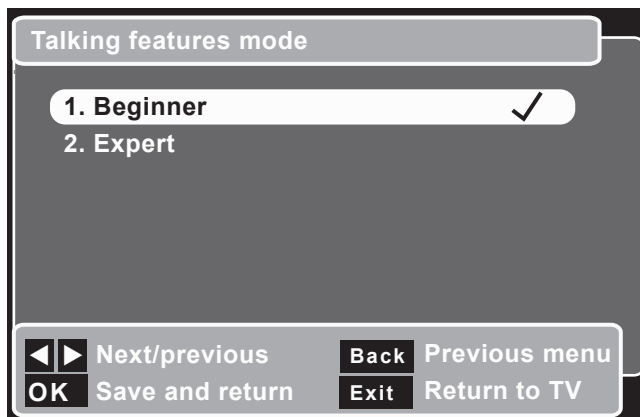 Talking features mode
1. Beginner
2. Expert
Next/previous Back Previous menu
OK Save and return Exit Return to TV